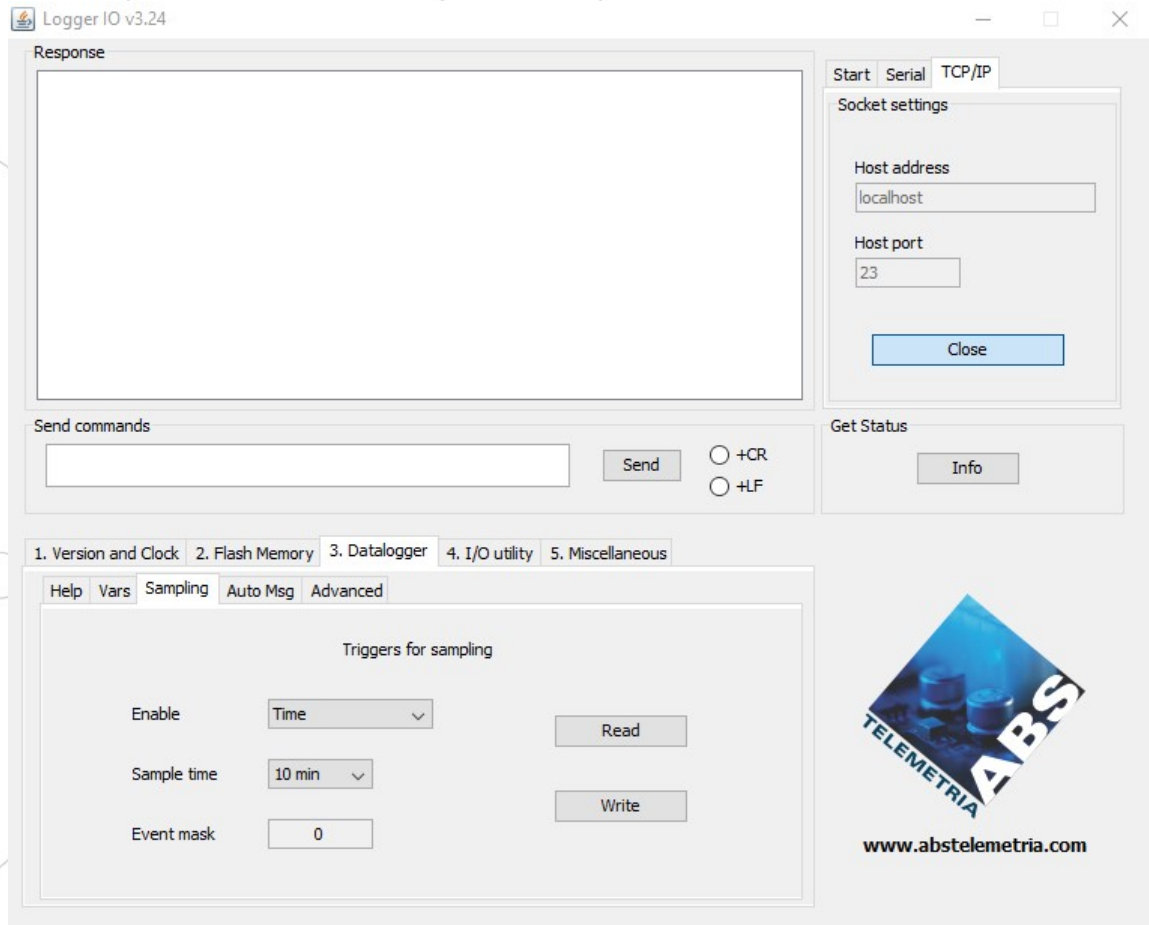 Logger IO v3.24
Response
Start Serial TCP/IP
Socket settings
Host address
localhost
Host port
23
Close
Send commands
Send
+CR
+LF
Get Status
Info
1. Version and Clock 2. Flash Memory 3. Datalogger 4. I/O utility 5. Miscellaneous
Help Vars Sampling Auto Msg Advanced
Triggers for sampling
Enable
Time
Read
Sample time
10 min
Write
Event mask
0
TELEMETRIA
ABS
www.abstelemetria.com